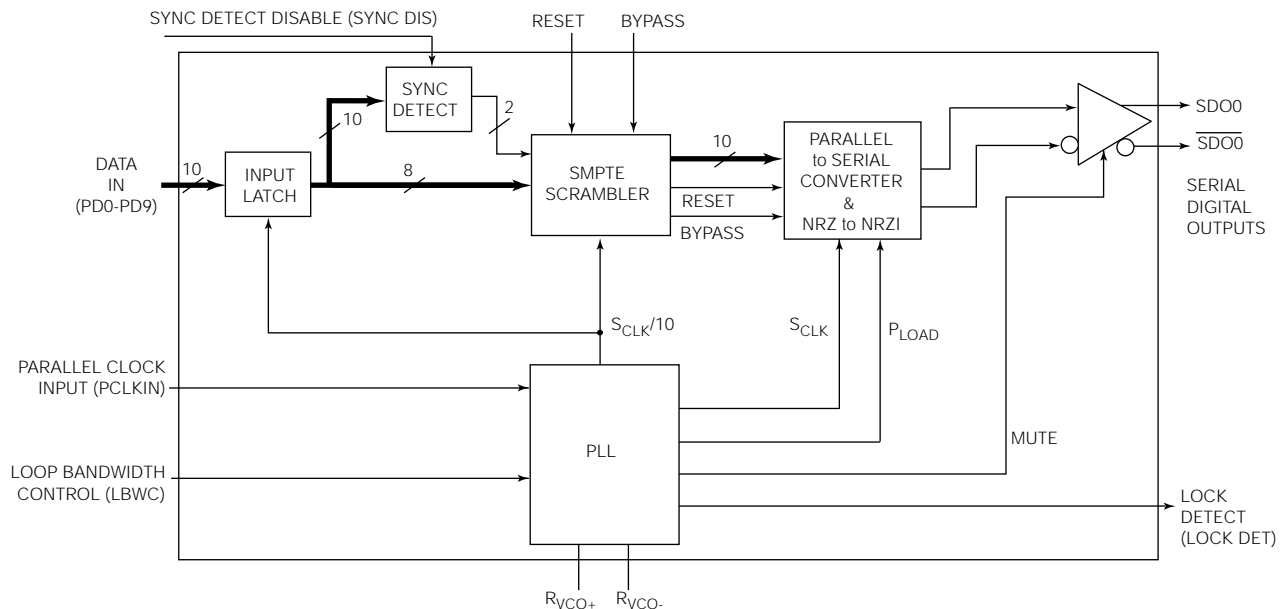 SYNC DETECT DISABLE (SYNC DIS)
RESET
BYPASS
SYNC
DETECT
10
2
DATA
IN
(PD0-PD9)
10
INPUT
LATCH
8
SMPTE
SCRAMBLER
10
RESET
BYPASS
PARALLEL
to SERIAL
CONVERTER
&
NRZ to NRZI
SDO0
SDO0
SERIAL
DIGITAL
OUTPUTS
SCLK/10
SCLK
PLOAD
PARALLEL CLOCK
INPUT (PCLKIN)
PLL
MUTE
LOOP BANDWIDTH
CONTROL (LBWC)
LOCK
DETECT
(LOCK DET)
RVCO+
RVCO-